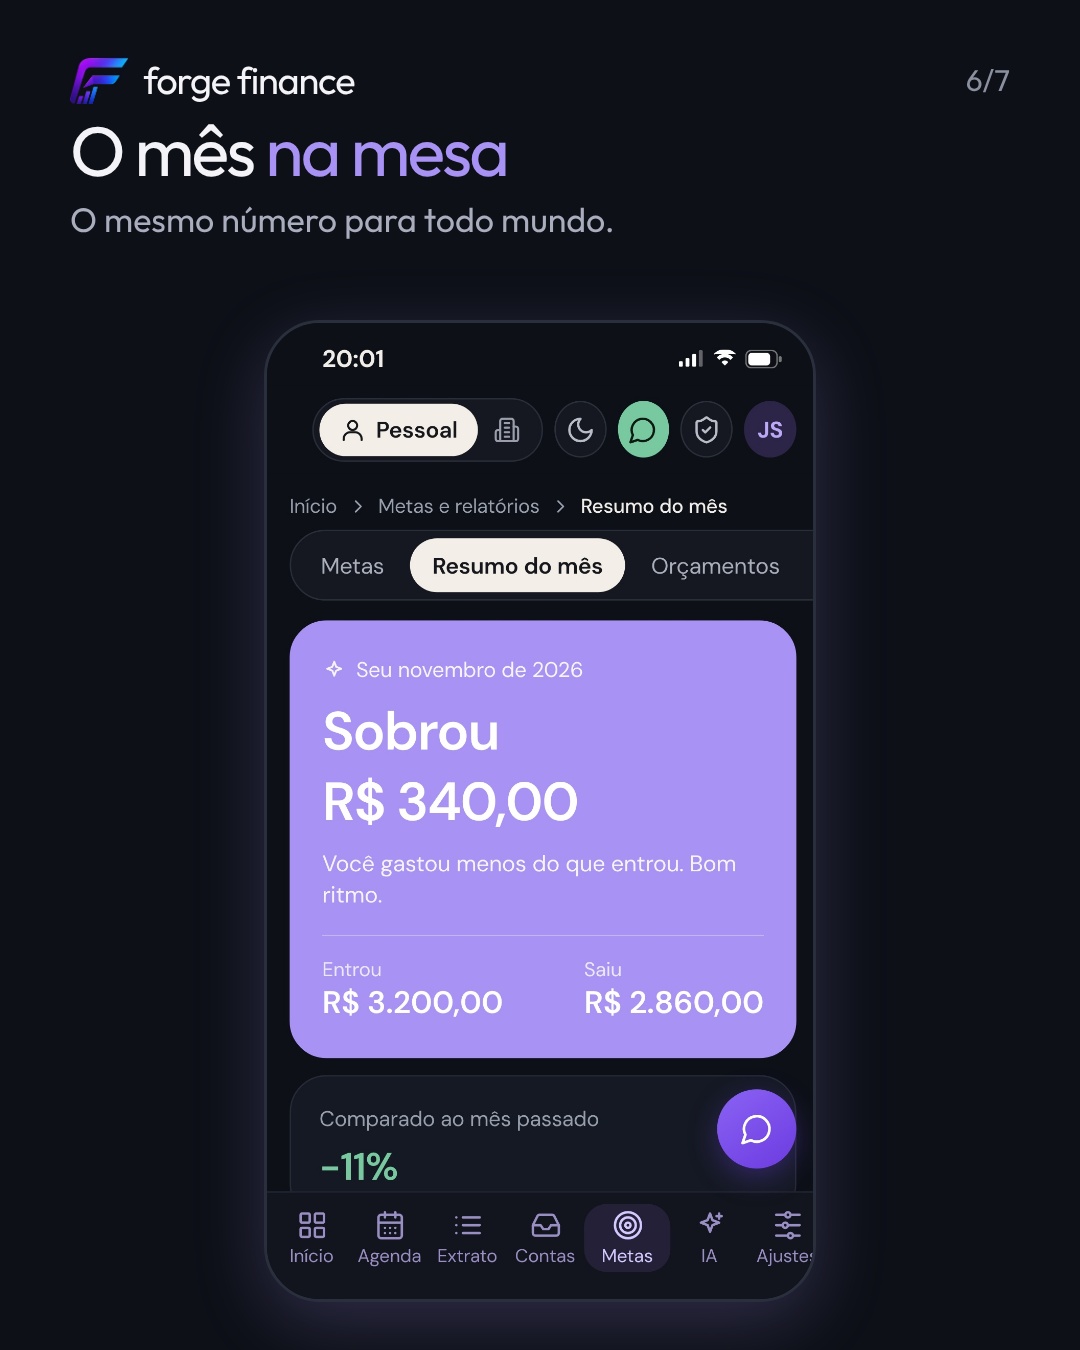 forge finance
6/7
O mês na mesa
O mesmo número para todo mundo.
20:01
Pessoal
JS
Início > Metas e relatórios > Resumo do mês
Metas Resumo do mês Orçamentos
Seu novembro de 2026
Sobrou
R$ 340,00
Você gastou menos do que entrou. Bom
ritmo.
Entrou Saiu
R$ 3.200,00 R$ 2.860,00
Comparado ao mês passado
-11%
Início Agenda Extrato Contas Metas IA Ajustes